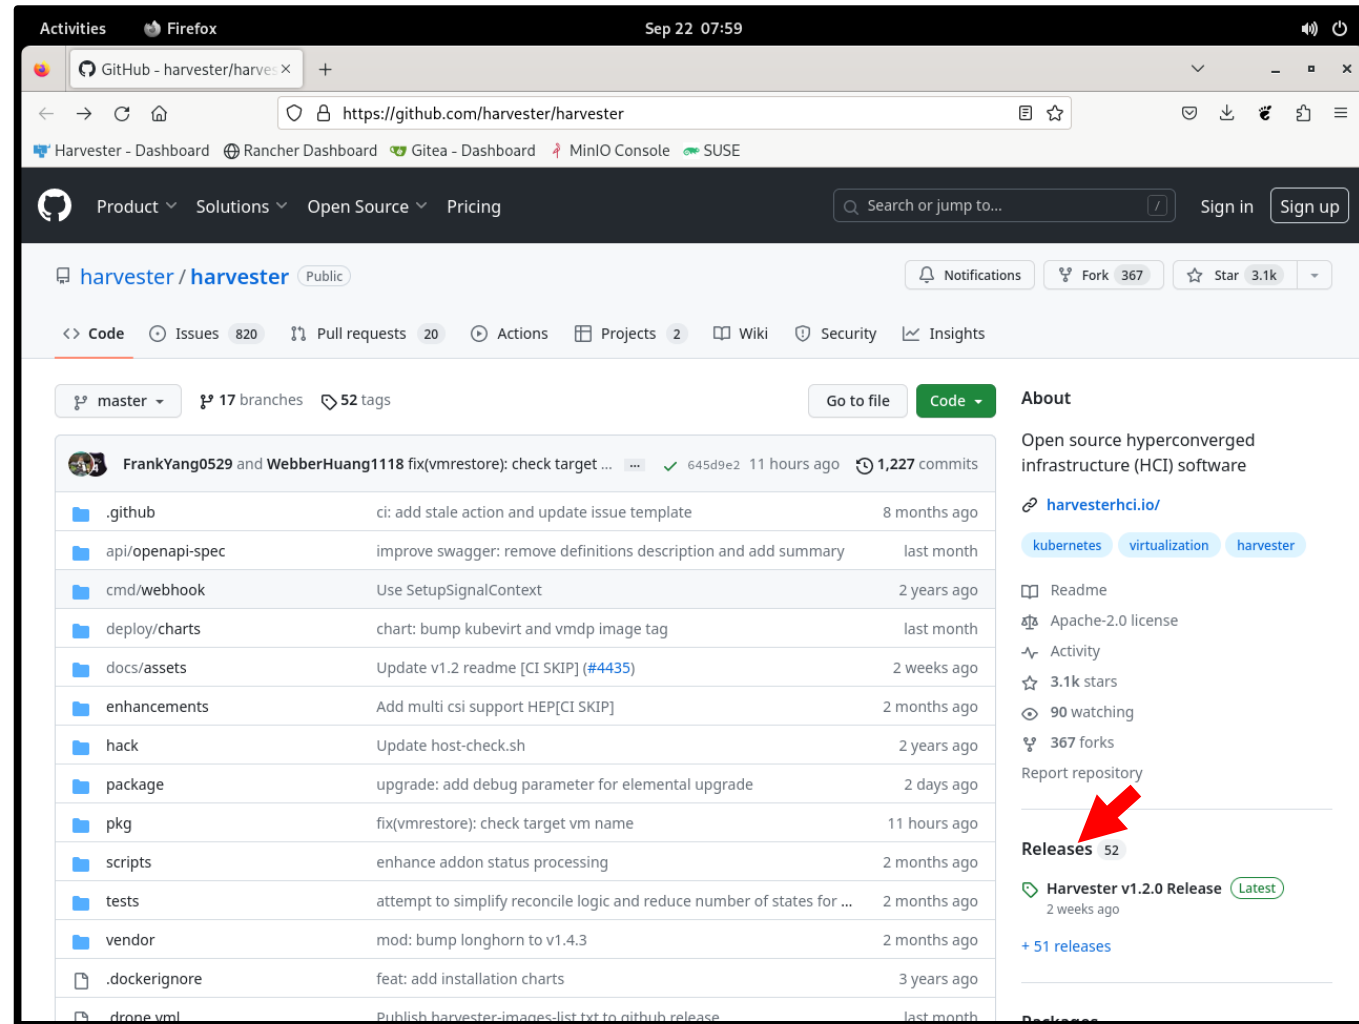 Activities Firefox Sep 22 07:59
GitHub - harvester/harves
https://github.com/harvester/harvester
Harvester - Dashboard Rancher Dashboard Gitea - Dashboard MinIO Console SUSE
Product Solutions Open Source Pricing Search or jump to... / Sign in Sign up
harvester / harvester Public Notifications Fork 367 Star 3.1k
Code Issues 820 Pull requests 20 Actions Projects 2 Wiki Security Insights
master 17 branches 52 tags Go to file Code
FrankYang0529 and WebberHuang1118 fix(vmrestore): check target ... ... 645d9e2 11 hours ago 1,227 commits
.github ci: add stale action and update issue template 8 months ago
api/openapi-spec improve swagger: remove definitions description and add summary last month
cmd/webhook Use SetupSignalContext 2 years ago
deploy/charts chart: bump kubevirt and vmdp image tag last month
docs/assets Update v1.2 readme [CI SKIP] (#4435) 2 weeks ago
enhancements Add multi csi support HEP[CI SKIP] 2 months ago
hack Update host-check.sh 2 years ago
package upgrade: add debug parameter for elemental upgrade 2 days ago
pkg fix(vmrestore): check target vm name 11 hours ago
scripts enhance addon status processing 2 months ago
tests attempt to simplify reconcile logic and reduce number of states for ... 2 months ago
vendor mod: bump longhorn to v1.4.3 2 months ago
.dockerignore feat: add installation charts 3 years ago
.drone.yml Publish harvester-images-list.txt to github release last month
About
Open source hyperconverged
infrastructure (HCI) software
harvesterhci.io/
kubernetes virtualization harvester
Readme
Apache-2.0 license
Activity
3.1k stars
90 watching
367 forks
Report repository
Releases 52
Harvester v1.2.0 Release Latest
2 weeks ago
+ 51 releases
Packages